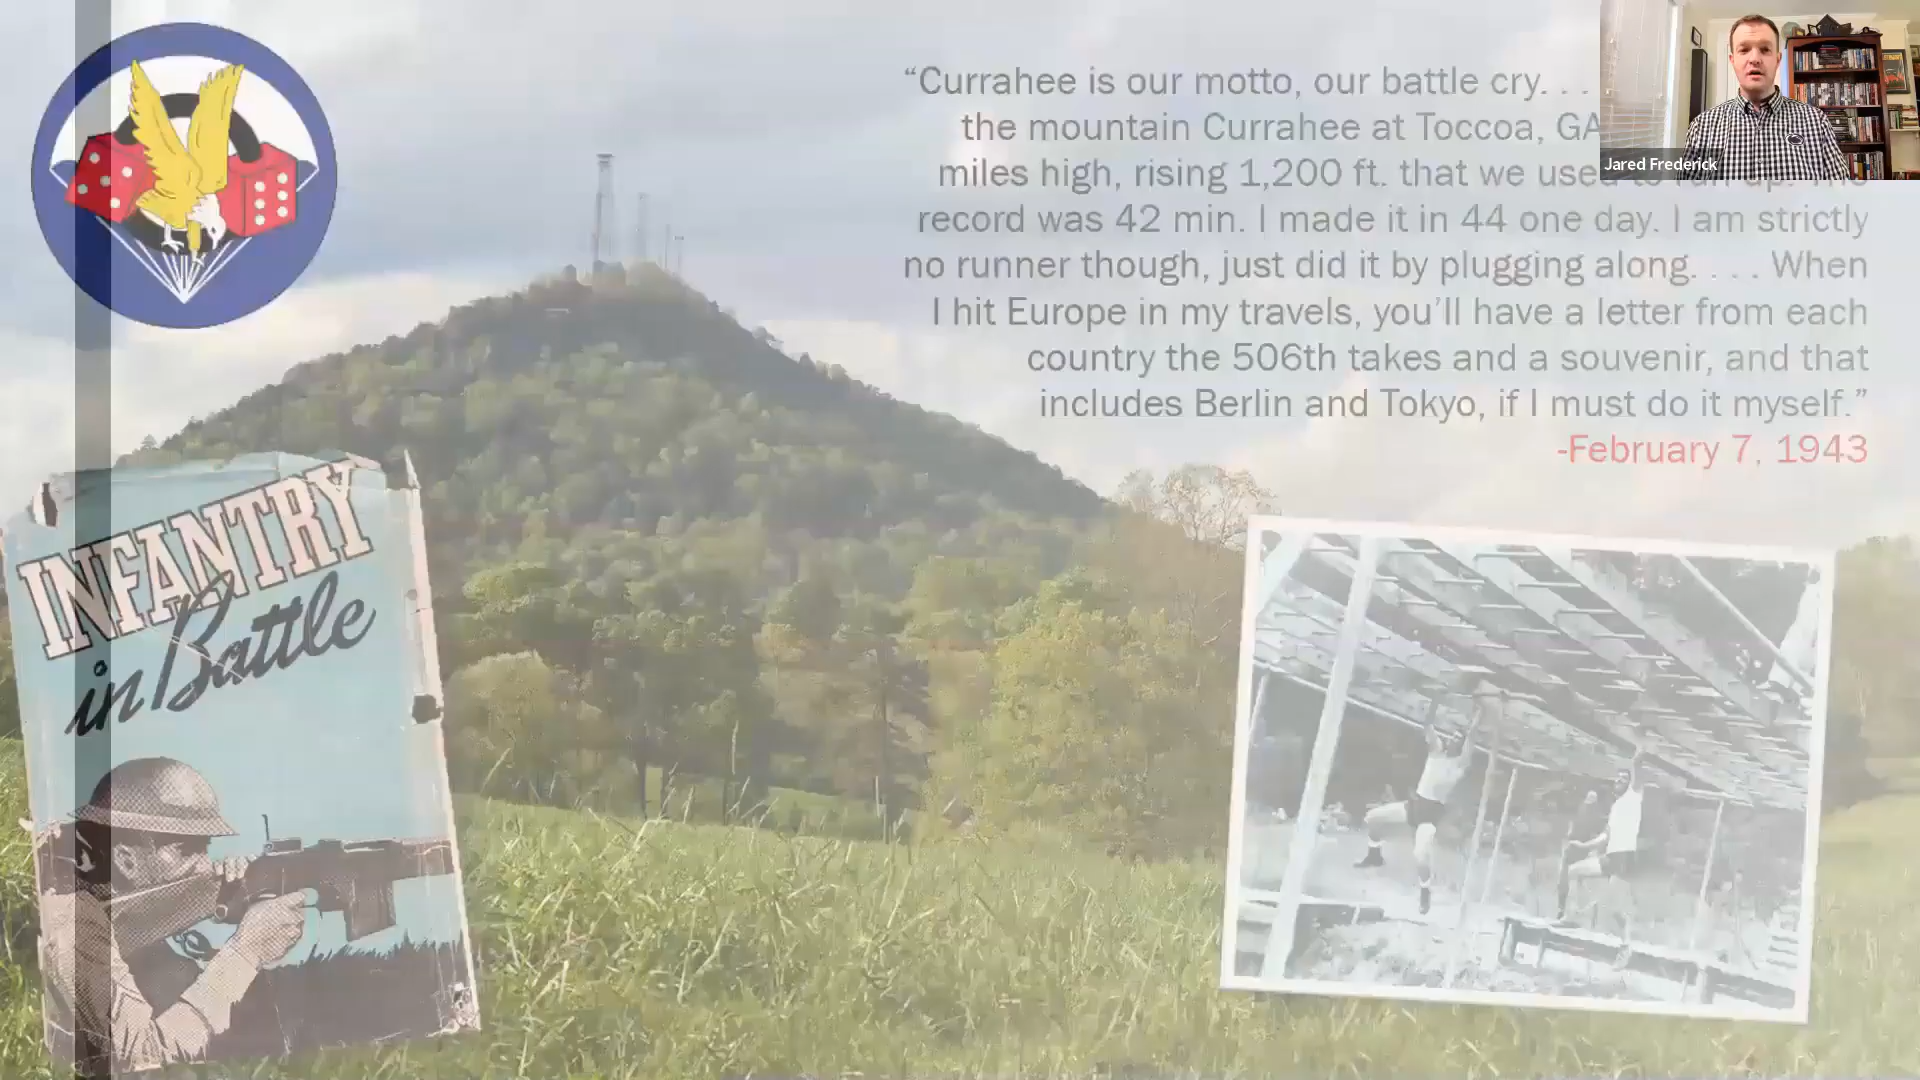 “Currahee is our motto, our battle cry. . .
the mountain Currahee at Toccoa, GA
miles high, rising 1,200 ft. that we used to run up. The
record was 42 min. I made it in 44 one day. I am strictly
no runner though, just did it by plugging along. . . . When
I hit Europe in my travels, you’ll have a letter from each
country the 506th takes and a souvenir, and that
includes Berlin and Tokyo, if I must do it myself.”
-February 7, 1943
Jared Frederick
INFANTRY
in Battle